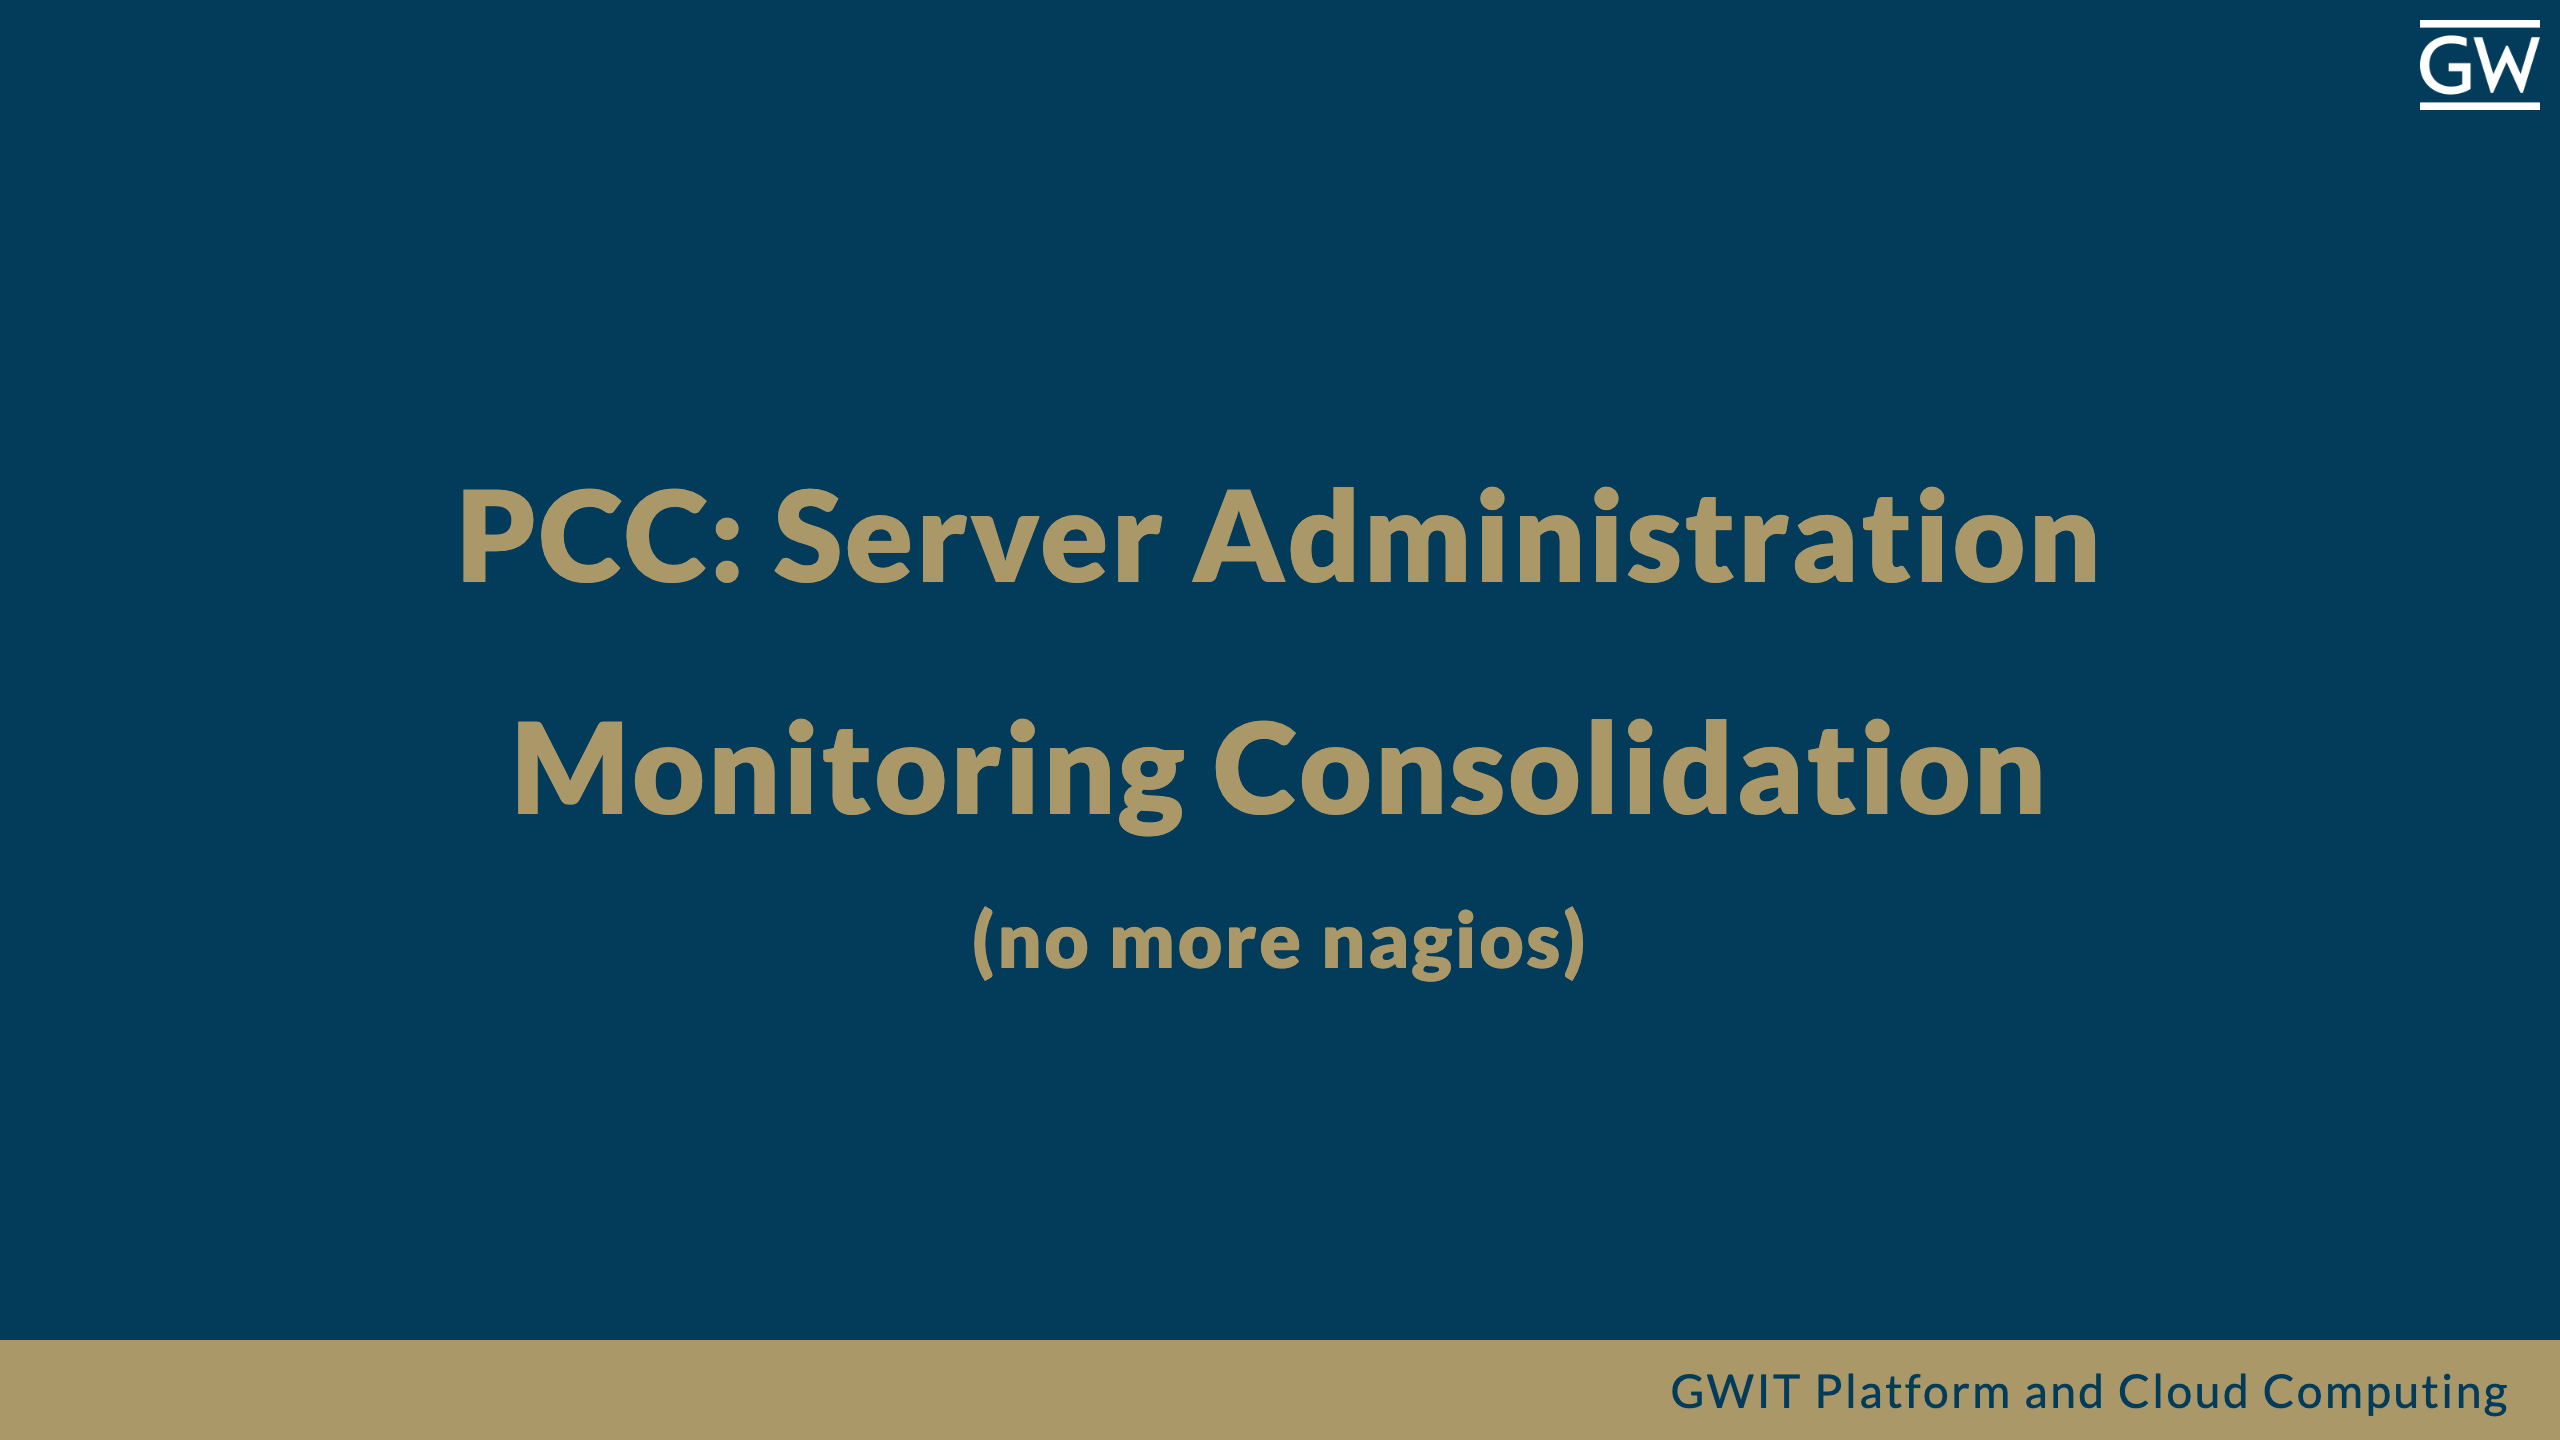 GW
PCC: Server Administration
Monitoring Consolidation
(no more nagios)
GWIT Platform and Cloud Computing